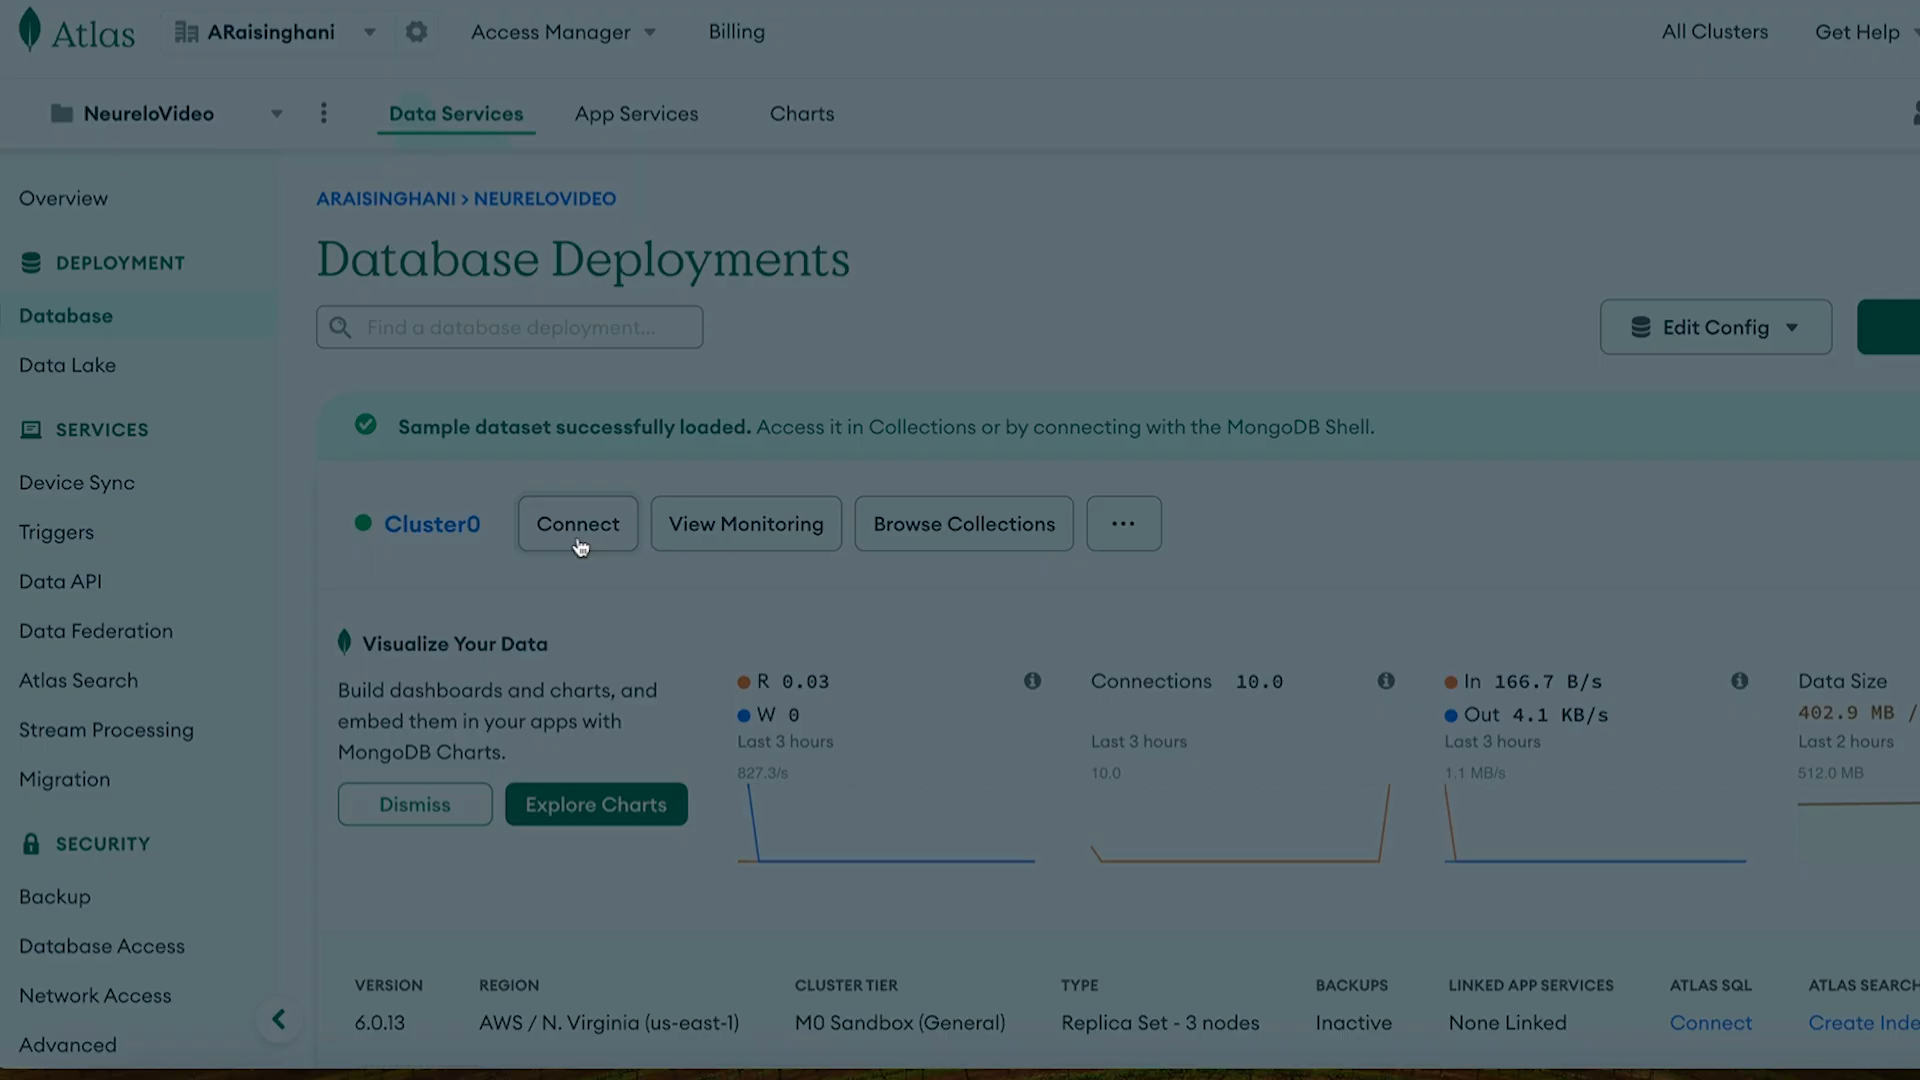 Atlas
ARaisinghani
Access Manager
Billing
All Clusters
Get Help
NeureloVideo
Data Services
App Services
Charts
Overview
DEPLOYMENT
Database
Data Lake
SERVICES
Device Sync
Triggers
Data API
Data Federation
Atlas Search
Stream Processing
Migration
SECURITY
Backup
Database Access
Network Access
Advanced
ARAISINGHANI > NEURELOVIDEO
Database Deployments
Find a database deployment...
Edit Config
Sample dataset successfully loaded. Access it in Collections or by connecting with the MongoDB Shell.
Cluster0
Connect
View Monitoring
Browse Collections
...
Visualize Your Data
Build dashboards and charts, and
embed them in your apps with
MongoDB Charts.
Dismiss
Explore Charts
R 0.03
W 0
Last 3 hours
827.3/s
Connections 10.0
Last 3 hours
10.0
In 166.7 B/s
Out 4.1 KB/s
Last 3 hours
1.1 MB/s
Data Size
402.9 MB /
Last 2 hours
512.0 MB
VERSION
6.0.13
REGION
AWS / N. Virginia (us-east-1)
CLUSTER TIER
M0 Sandbox (General)
TYPE
Replica Set - 3 nodes
BACKUPS
Inactive
LINKED APP SERVICES
None Linked
ATLAS SQL
Connect
ATLAS SEARCH
Create Inde